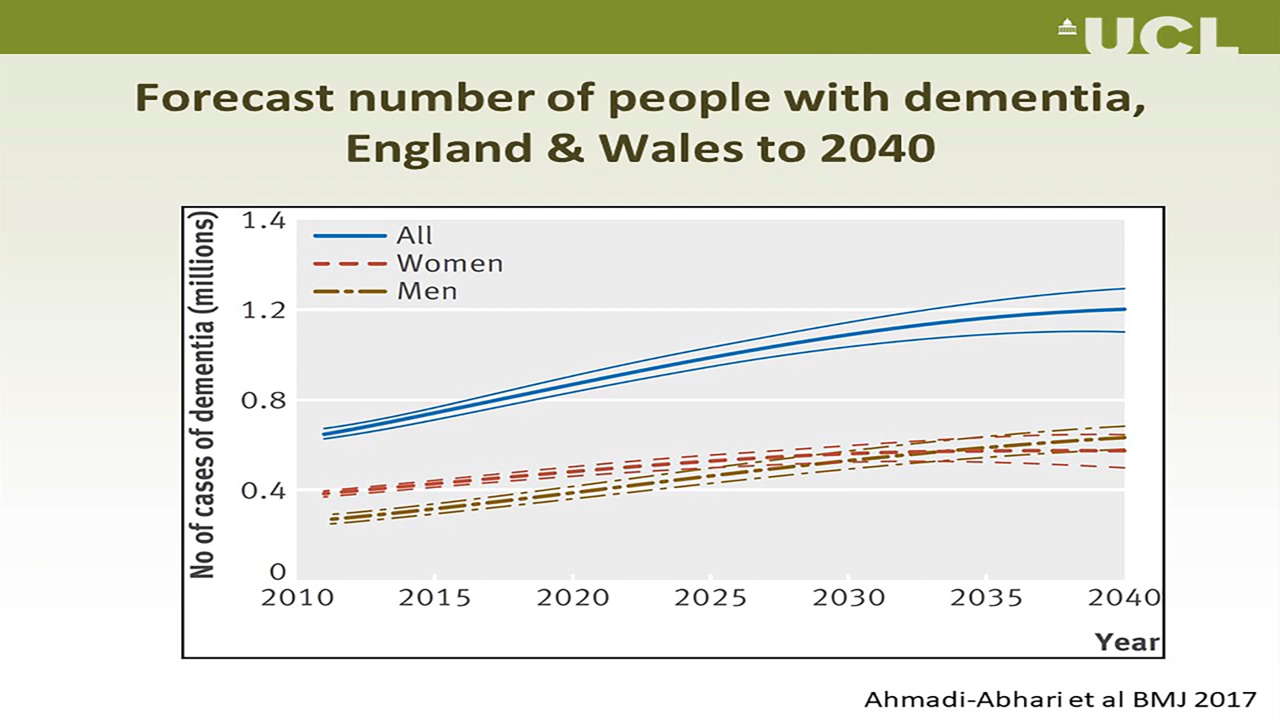 UCL
Forecast number of people with dementia,
England & Wales to 2040
No of cases of dementia (millions)
1.4
All
Women
Men
1.2
0.8
0.4
0
2010 2015 2020 2025 2030 2035 2040
Year
Ahmadi-Abhari et al BMJ 2017